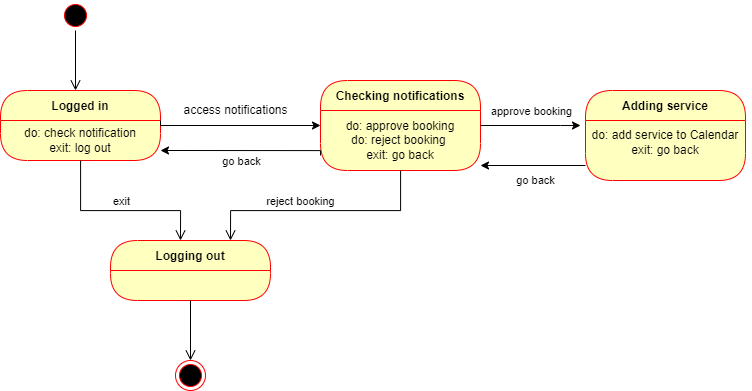 Logged in
do: check notification
exit: log out
access notifications
go back
Checking notifications
do: approve booking
do: reject booking
exit: go back
approve booking
go back
Adding service
do: add service to Calendar
exit: go back
exit
reject booking
Logging out